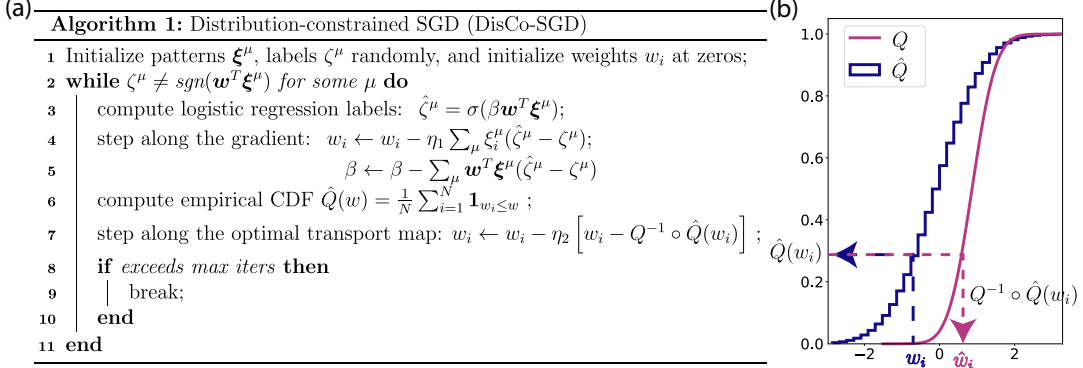 (a)
Algorithm 1: Distribution-constrained SGD (DisCo-SGD)
1 Initialize patterns ξ^μ, labels ζ^μ randomly, and initialize weights w_i at zeros;
2 while ζ^μ ≠ sgn(w^T ξ^μ) for some μ do
3 compute logistic regression labels: ζ̂^μ = σ(βw^T ξ^μ);
4 step along the gradient: w_i ← w_i − η_1 ∑_μ ξ_i^μ(ζ̂^μ − ζ^μ);
5 β ← β − ∑_μ w^T ξ^μ(ζ̂^μ − ζ^μ)
6 compute empirical CDF Q̂(w) = 1/N ∑_{i=1}^N 1_{w_i≤w} ;
7 step along the optimal transport map: w_i ← w_i − η_2 [w_i − Q^{−1} ∘ Q̂(w_i)] ;
8 if exceeds max iters then
9 break;
10 end
11 end
(b)
Q
Q̂
1.0
0.8
0.6
0.4
Q̂(w_i)
0.2
0.0
Q^{−1} ∘ Q̂(w_i)
−2 0 2
w_i ŵ_i